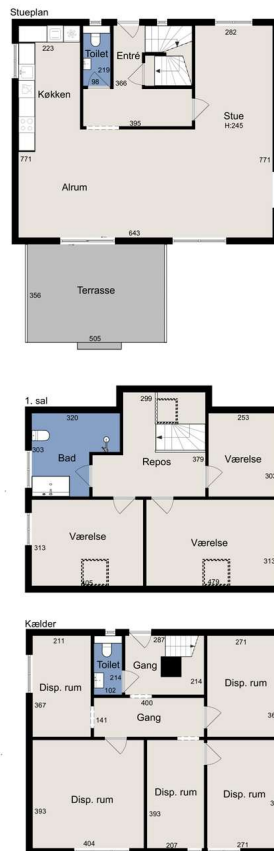 Stueplan
223
Toilet
Entré
282
219
98
366
Køkken
Stue
H:245
395
771
771
Alrum
643
Terrasse
356
505
1. sal
320
299
253
303
Bad
379
Repos
Værelse
303
Værelse
Værelse
313
313
405
479
Kælder
211
287
271
Toilet
Gang
214
214
102
Disp. rum
Disp. rum
367
400
141
Gang
Disp. rum
Disp. rum
Disp. rum
393
393
404
207
271